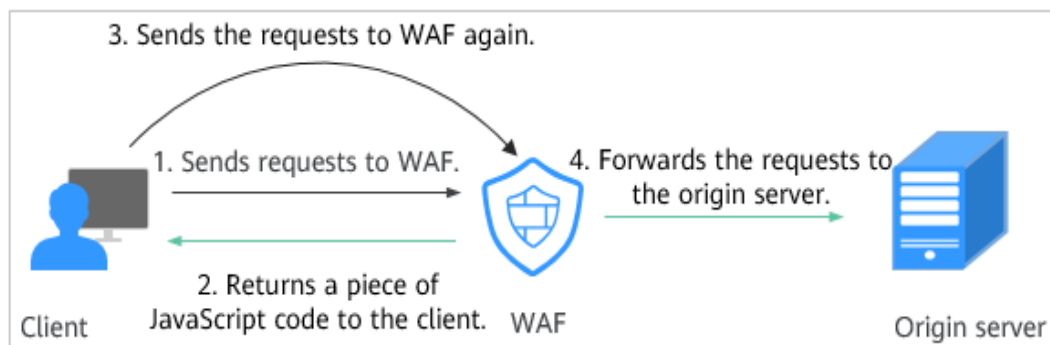 3. Sends the requests to WAF again.
1. Sends requests to WAF.
4. Forwards the requests to
the origin server.
2. Returns a piece of
JavaScript code to the client.
Client
WAF
Origin server